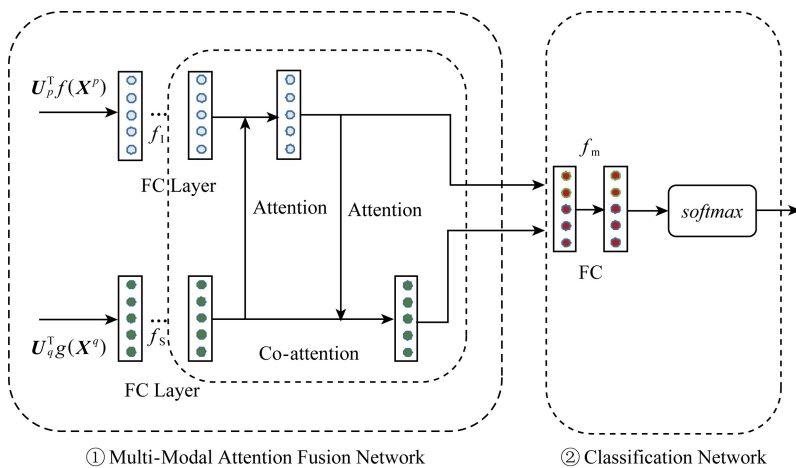 U_p^T f(X^p)
...
f_I
FC Layer
Attention
Attention
U_q^T g(X^q)
...
f_S
FC Layer
Co-attention
f_m
FC
softmax
① Multi-Modal Attention Fusion Network
② Classification Network